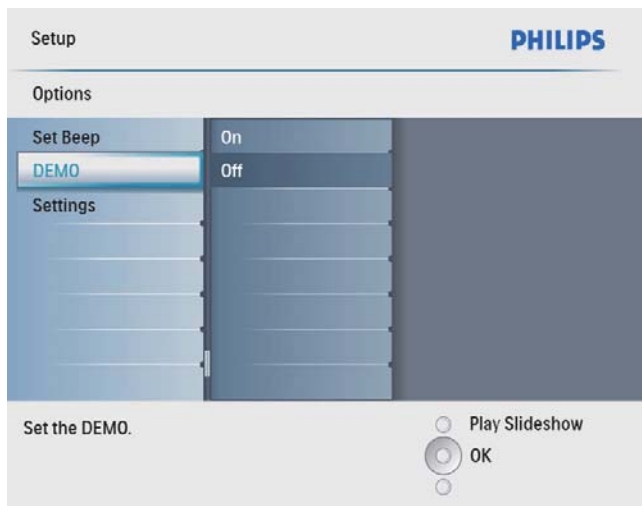 Setup
PHILIPS
Options
Set Beep
On
DEMO
Off
Settings
Set the DEMO.
Play Slideshow
OK